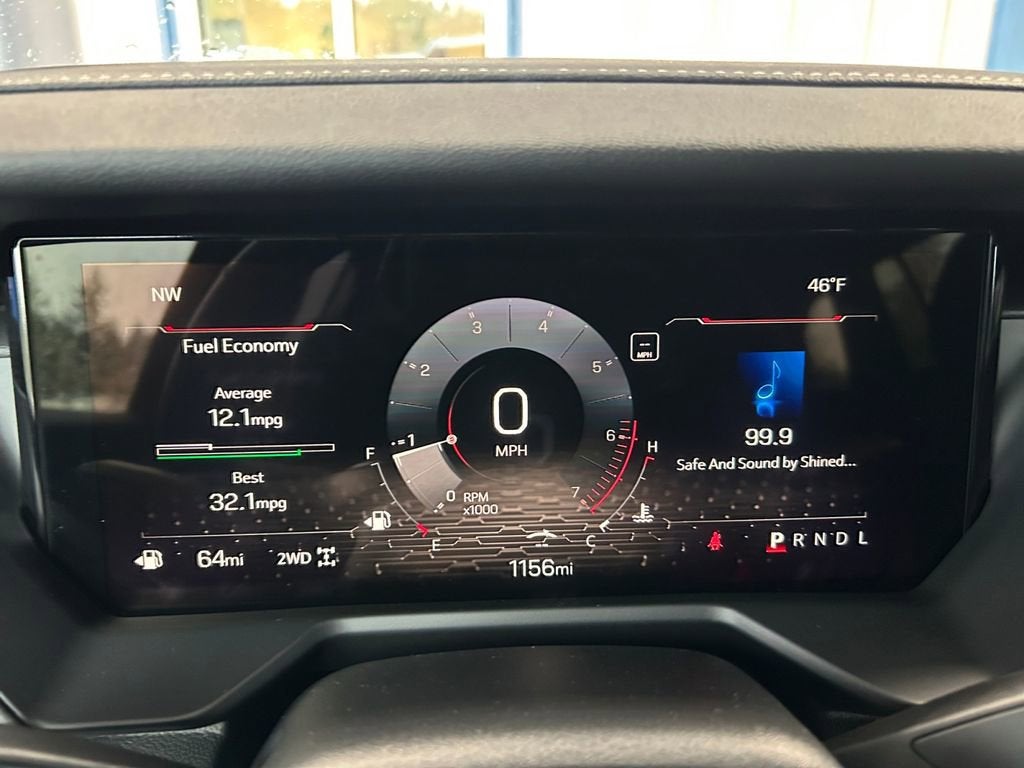 NW
46°F
Fuel Economy
Average
12.1mpg
Best
32.1mpg
64mi
2WD
F
E
0
1
2
3
4
5
6
7
RPM
x1000
0
MPH
--
MPH
H
C
1156mi
99.9
Safe And Sound by Shined...
P R N D L